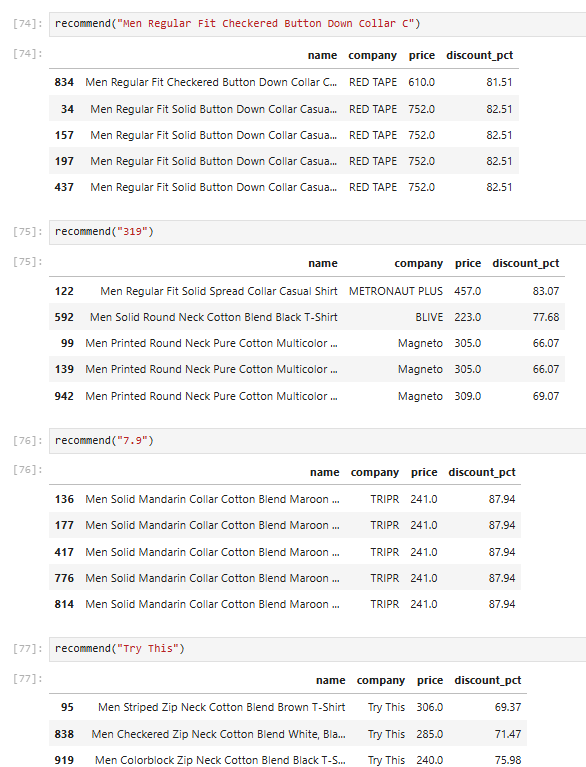 [74]: recommend("Men Regular Fit Checkered Button Down Collar C")
[74]:
name company price discount_pct
834 Men Regular Fit Checkered Button Down Collar C... RED TAPE 610.0 81.51
34 Men Regular Fit Solid Button Down Collar Casua... RED TAPE 752.0 82.51
157 Men Regular Fit Solid Button Down Collar Casua... RED TAPE 752.0 82.51
197 Men Regular Fit Solid Button Down Collar Casua... RED TAPE 752.0 82.51
437 Men Regular Fit Solid Button Down Collar Casua... RED TAPE 752.0 82.51
[75]: recommend("319")
[75]:
name company price discount_pct
122 Men Regular Fit Solid Spread Collar Casual Shirt METRONAUT PLUS 457.0 83.07
592 Men Solid Round Neck Cotton Blend Black T-Shirt BLIVE 223.0 77.68
99 Men Printed Round Neck Pure Cotton Multicolor ... Magneto 305.0 66.07
139 Men Printed Round Neck Pure Cotton Multicolor ... Magneto 305.0 66.07
942 Men Printed Round Neck Pure Cotton Multicolor ... Magneto 309.0 69.07
[76]: recommend("7.9")
[76]:
name company price discount_pct
136 Men Solid Mandarin Collar Cotton Blend Maroon ... TRIPR 241.0 87.94
177 Men Solid Mandarin Collar Cotton Blend Maroon ... TRIPR 241.0 87.94
417 Men Solid Mandarin Collar Cotton Blend Maroon ... TRIPR 241.0 87.94
776 Men Solid Mandarin Collar Cotton Blend Maroon ... TRIPR 241.0 87.94
814 Men Solid Mandarin Collar Cotton Blend Maroon ... TRIPR 241.0 87.94
[77]: recommend("Try This")
[77]:
name company price discount_pct
95 Men Striped Zip Neck Cotton Blend Brown T-Shirt Try This 306.0 69.37
838 Men Checkered Zip Neck Cotton Blend White, Bla... Try This 285.0 71.47
919 Men Colorblock Zip Neck Cotton Blend Black T-S... Try This 240.0 75.98